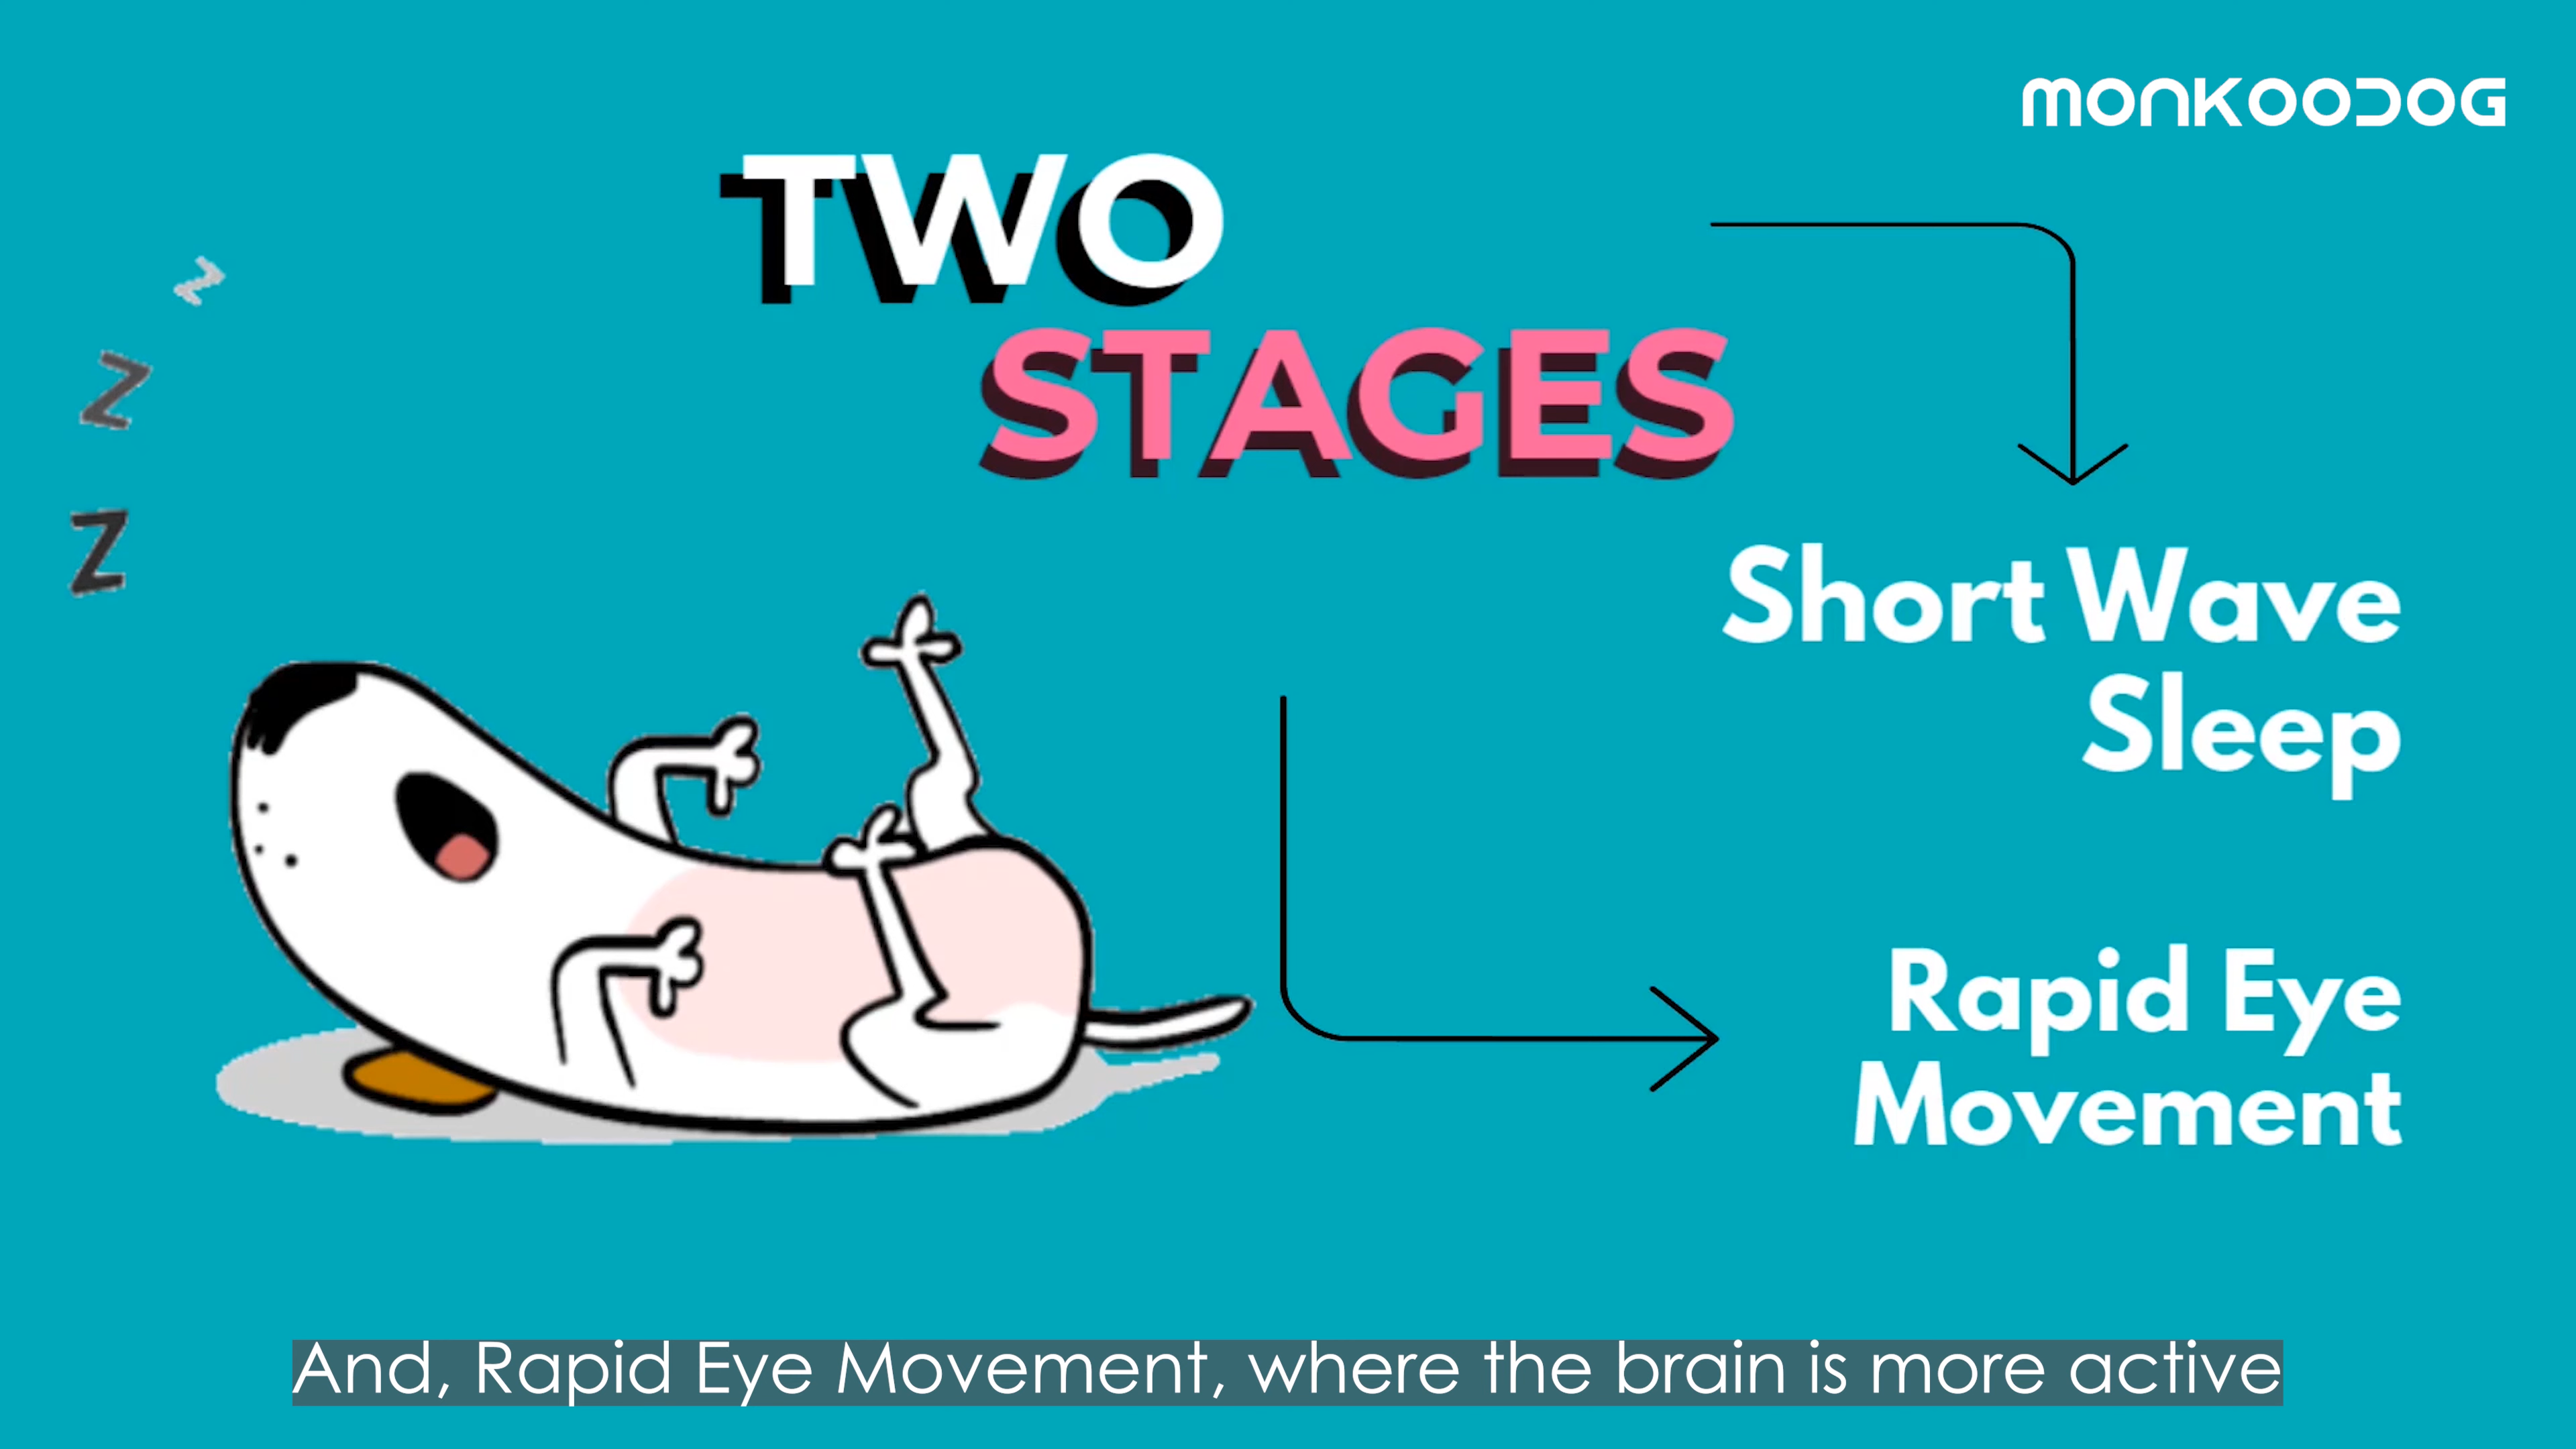 MONKOODOG
TWO
STAGES
z
z
z
Short Wave
Sleep
Rapid Eye
Movement
And, Rapid Eye Movement, where the brain is more active